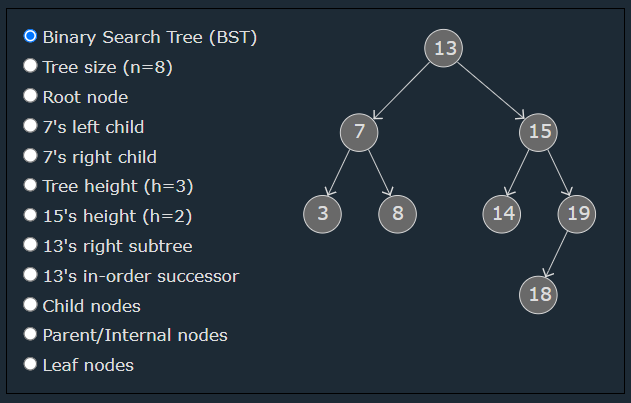 Binary Search Tree (BST)
Tree size (n=8)
Root node
7's left child
7's right child
Tree height (h=3)
15's height (h=2)
13's right subtree
13's in-order successor
Child nodes
Parent/Internal nodes
Leaf nodes
13
7
15
3
8
14
19
18